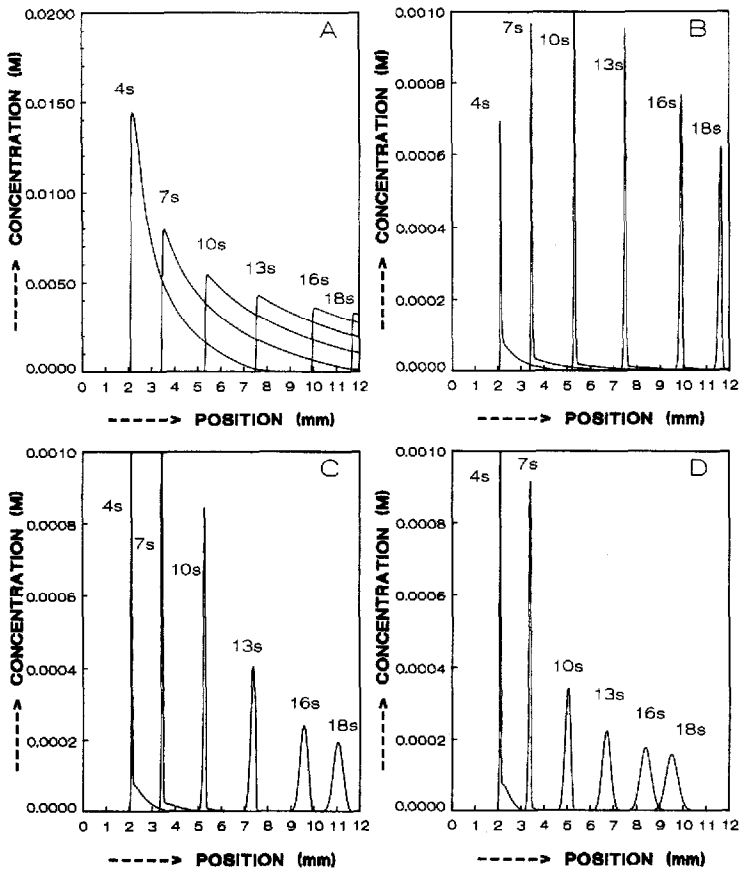 A
0.0200
0.0150
0.0100
0.0050
0.0000
----> CONCENTRATION (M)
4s
7s
10s
13s
16s
18s
0 1 2 3 4 5 6 7 8 9 10 11 12
----> POSITION (mm)
B
0.0010
0.0008
0.0006
0.0004
0.0002
0.0000
----> CONCENTRATION (M)
4s
7s
10s
13s
16s
18s
0 1 2 3 4 5 6 7 8 9 10 11 12
----> POSITION (mm)
C
0.0010
0.0008
0.0006
0.0004
0.0002
0.0000
----> CONCENTRATION (M)
4s
7s
10s
13s
16s
18s
0 1 2 3 4 5 6 7 8 9 10 11 12
----> POSITION (mm)
D
0.0010
0.0008
0.0006
0.0004
0.0002
0.0000
----> CONCENTRATION (M)
4s
7s
10s
13s
16s
18s
0 1 2 3 4 5 6 7 8 9 10 11 12
----> POSITION (mm)